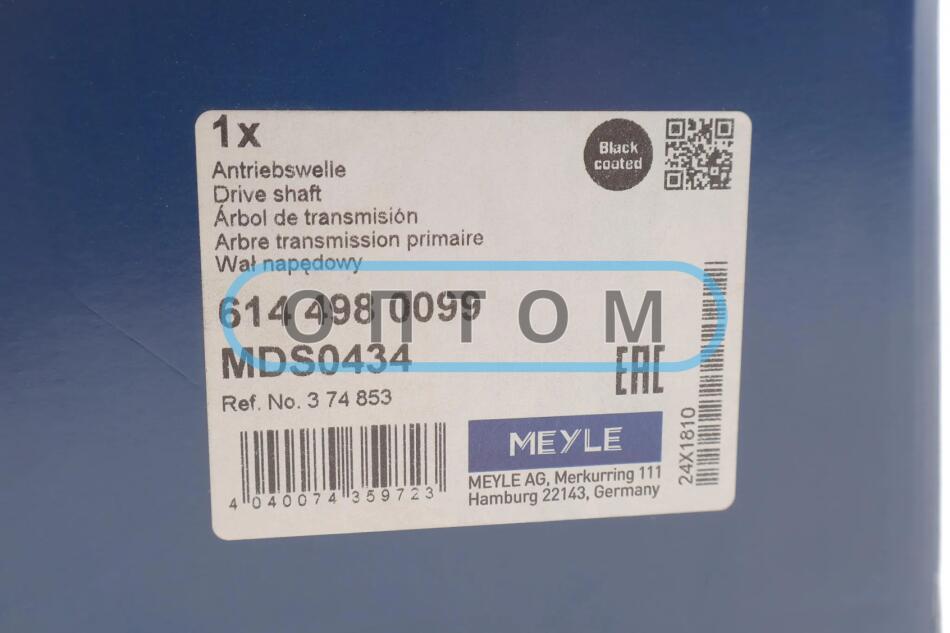 1x
Antriebswelle
Drive shaft
Árbol de transmisión
Arbre transmission primaire
Wał napędowy
614 498 0099
MDS0434
Ref. No. 3 74 853
4 040074 359723
Black
coated
ОПТОМ
EAC
MEYLE
MEYLE AG, Merkurring 111
Hamburg 22143, Germany
24X1810